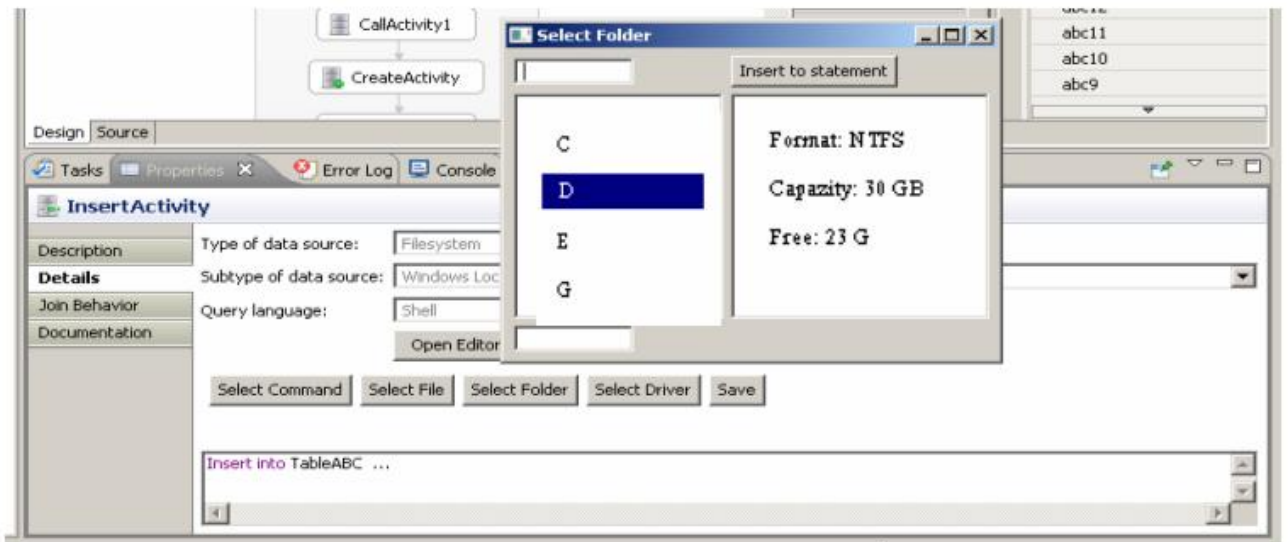 CallActivity1
CreateActivity
abc11
abc10
abc9
Design Source
Select Folder
Insert to statement
C
D
E
G
Format: NTFS
Capazity: 30 GB
Free: 23 G
Tasks Properties Error Log Console
InsertActivity
Description
Details
Join Behavior
Documentation
Type of data source: Filesystem
Subtype of data source: Windows Loc
Query language: Shell
Open Editor
Select Command Select File Select Folder Select Driver Save
Insert into TableABC ...